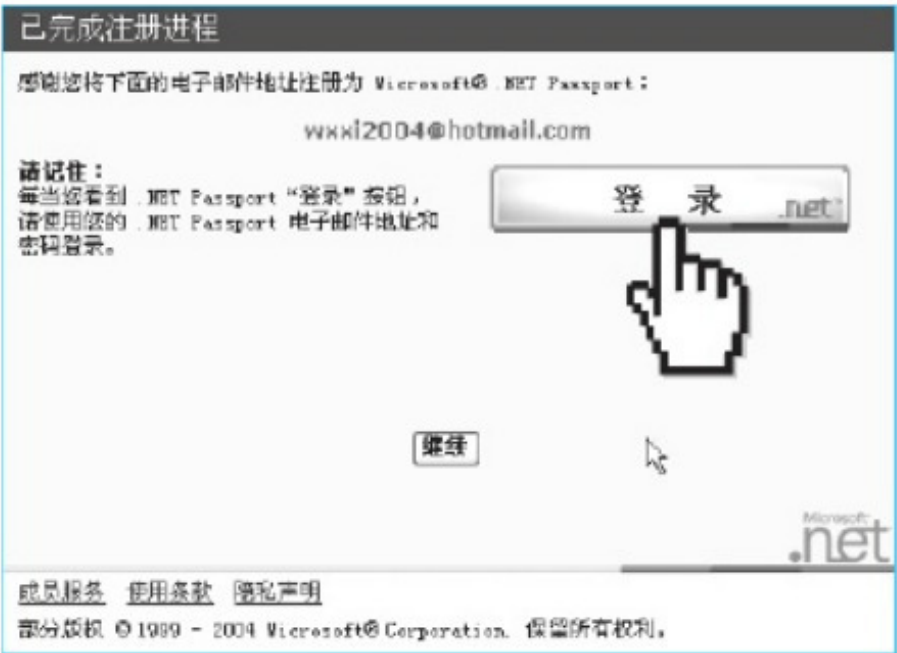 已完成注册进程
感谢您将下面的电子邮件地址注册为 Microsoft® .NET Passport：
wxxi2004@hotmail.com
请记住：
每当您看到 .NET Passport “登录” 按钮，
请使用您的 .NET Passport 电子邮件地址和
密码登录。
登 录 .net
继续
Microsoft
.net
成员服务 使用条款 隐私声明
部分版权 © 1999 - 2004 Microsoft® Corporation. 保留所有权利。